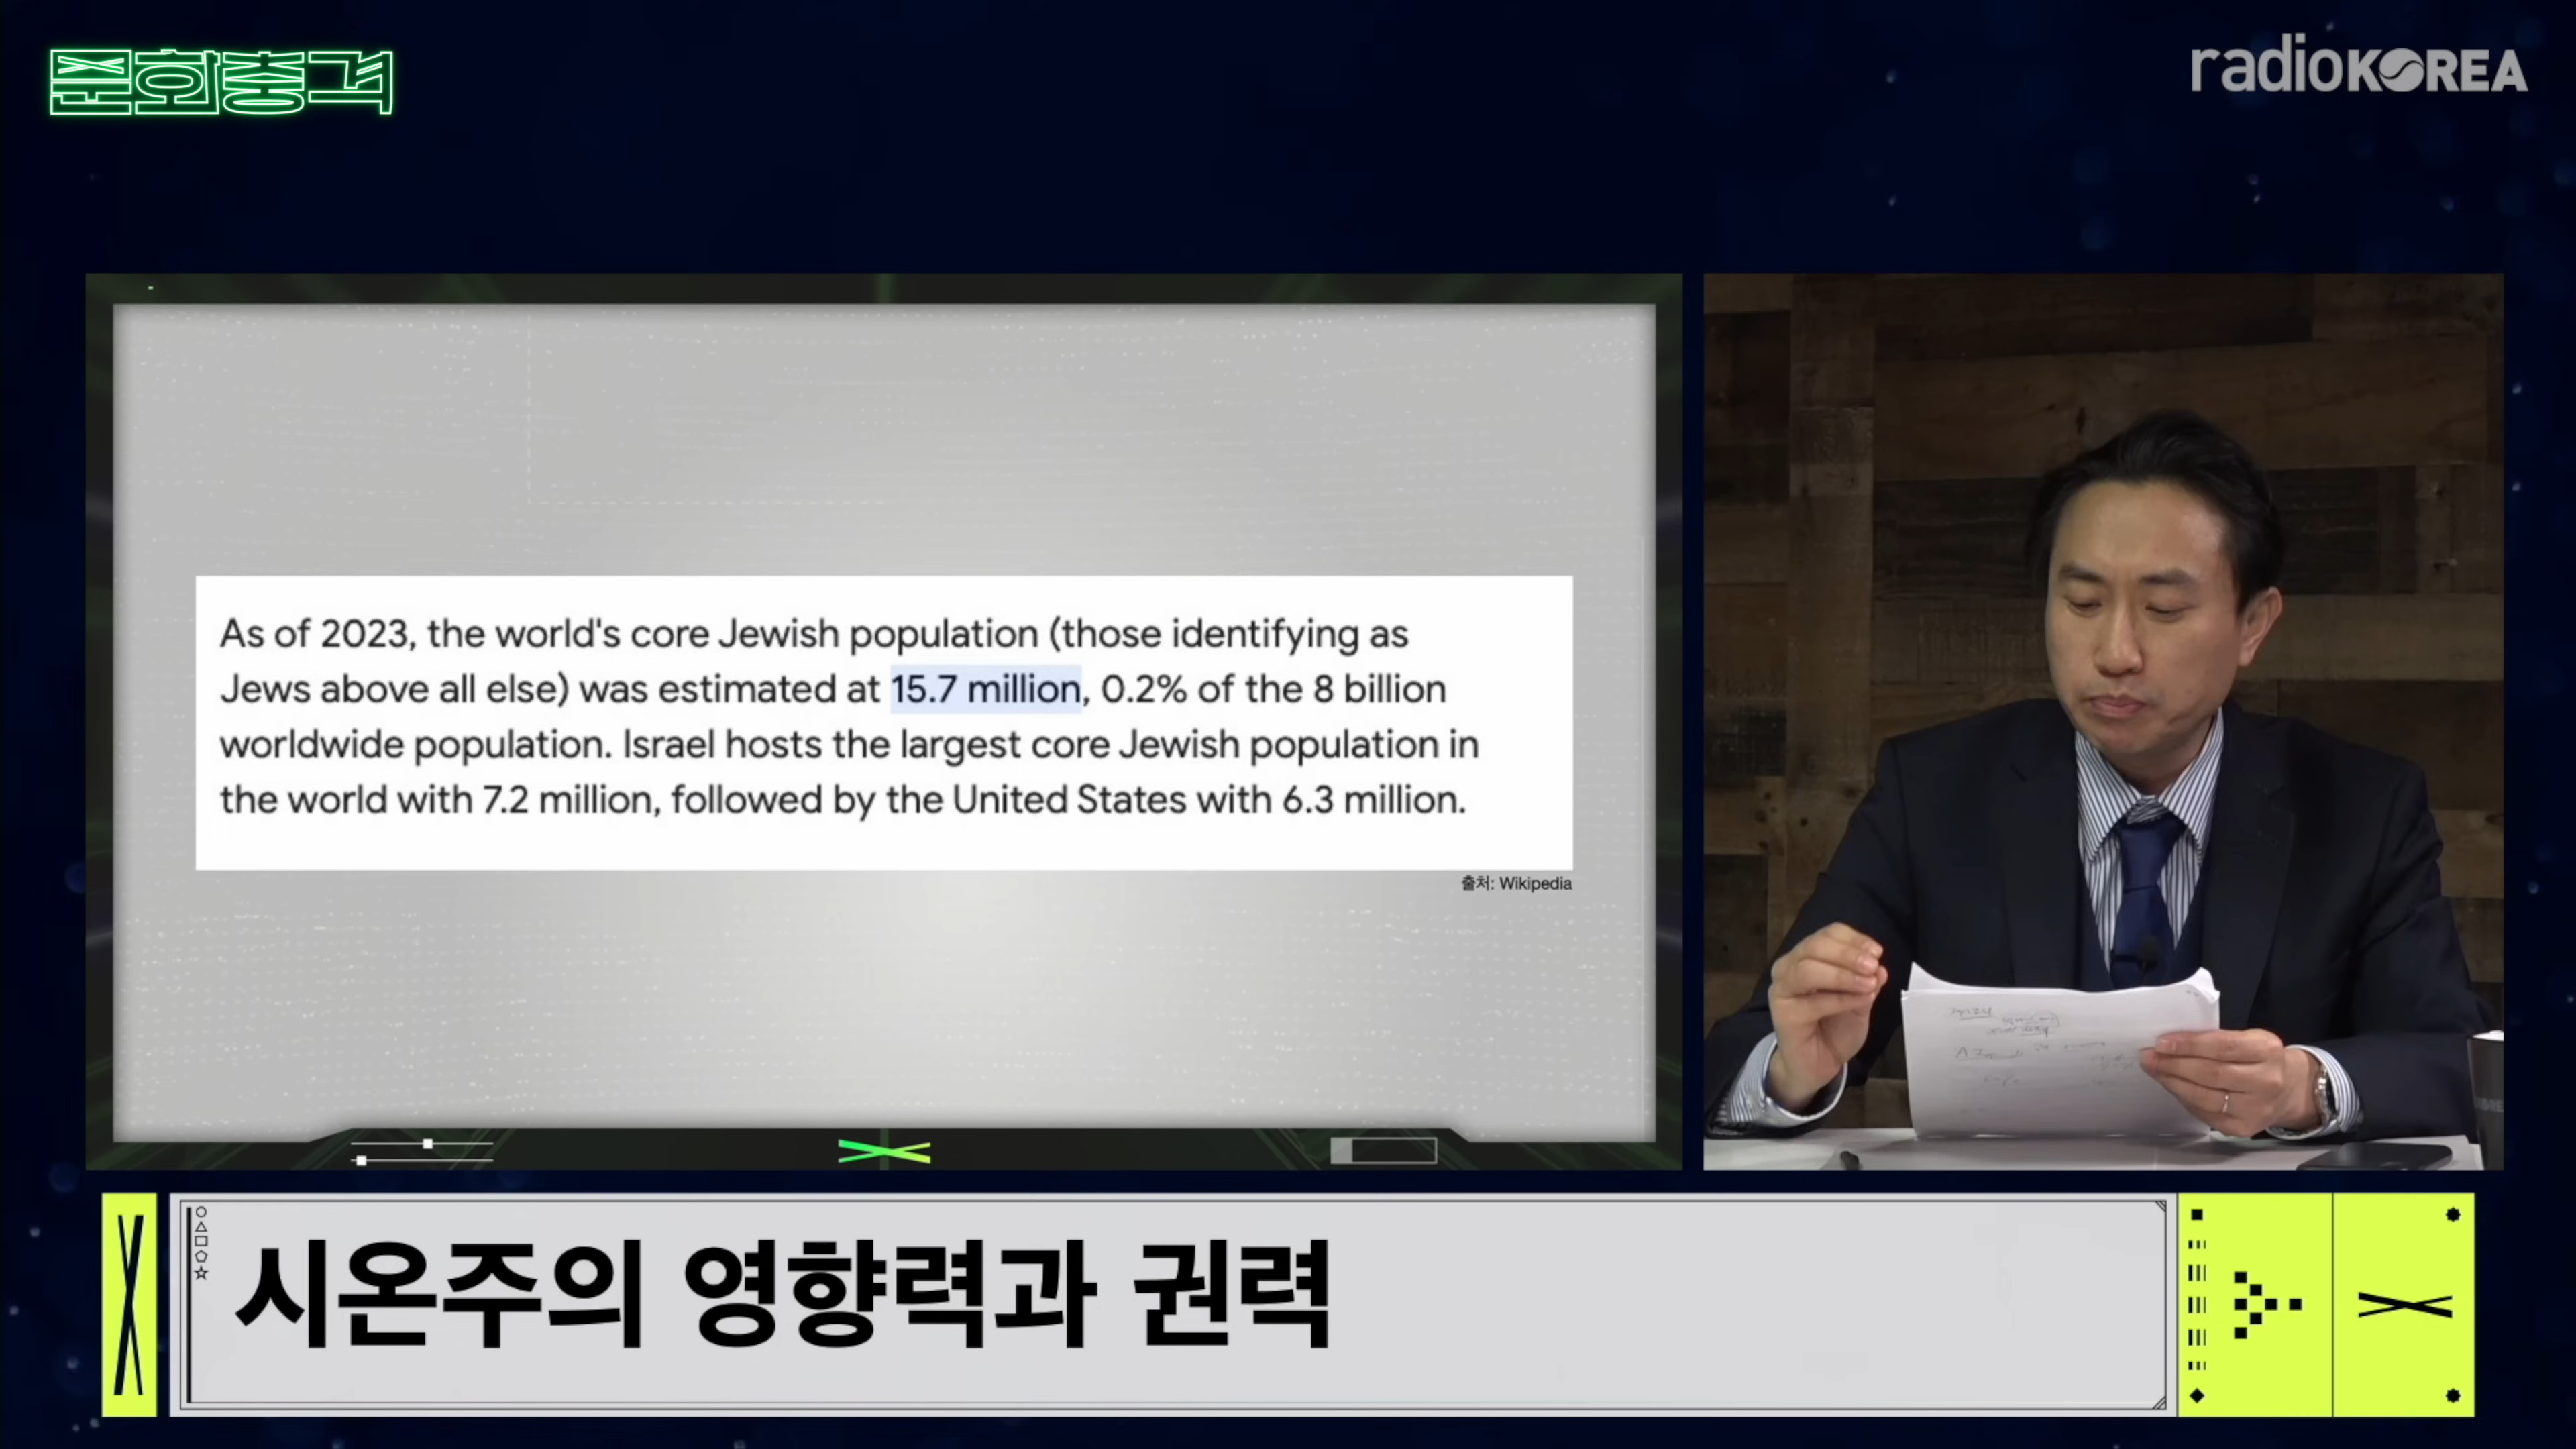 문화충격
radioKOREA
As of 2023, the world's core Jewish population (those identifying as
Jews above all else) was estimated at 15.7 million, 0.2% of the 8 billion
worldwide population. Israel hosts the largest core Jewish population in
the world with 7.2 million, followed by the United States with 6.3 million.
출처: Wikipedia
시온주의 영향력과 권력